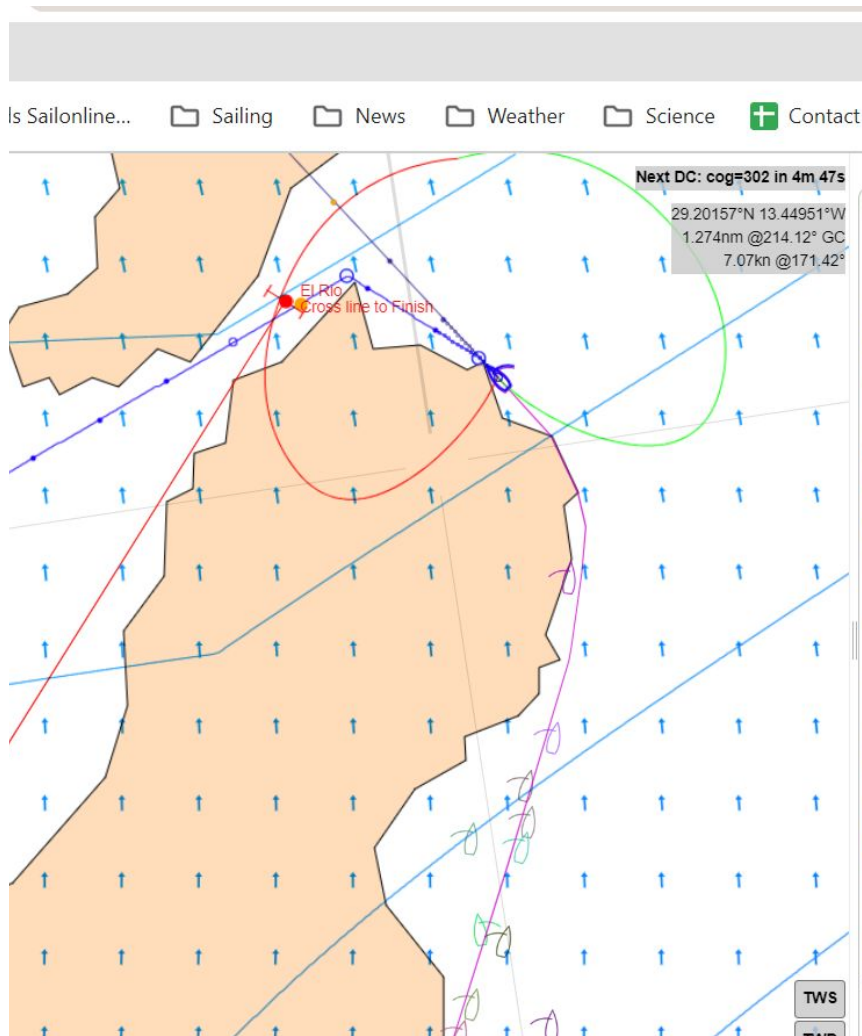 ls Sailonline... Sailing News Weather Science Contact
Next DC: cog=302 in 4m 47s
29.20157°N 13.44951°W
1.274nm @214.12° GC
7.07kn @171.42°
El Rio
Cross line to Finish
TWS